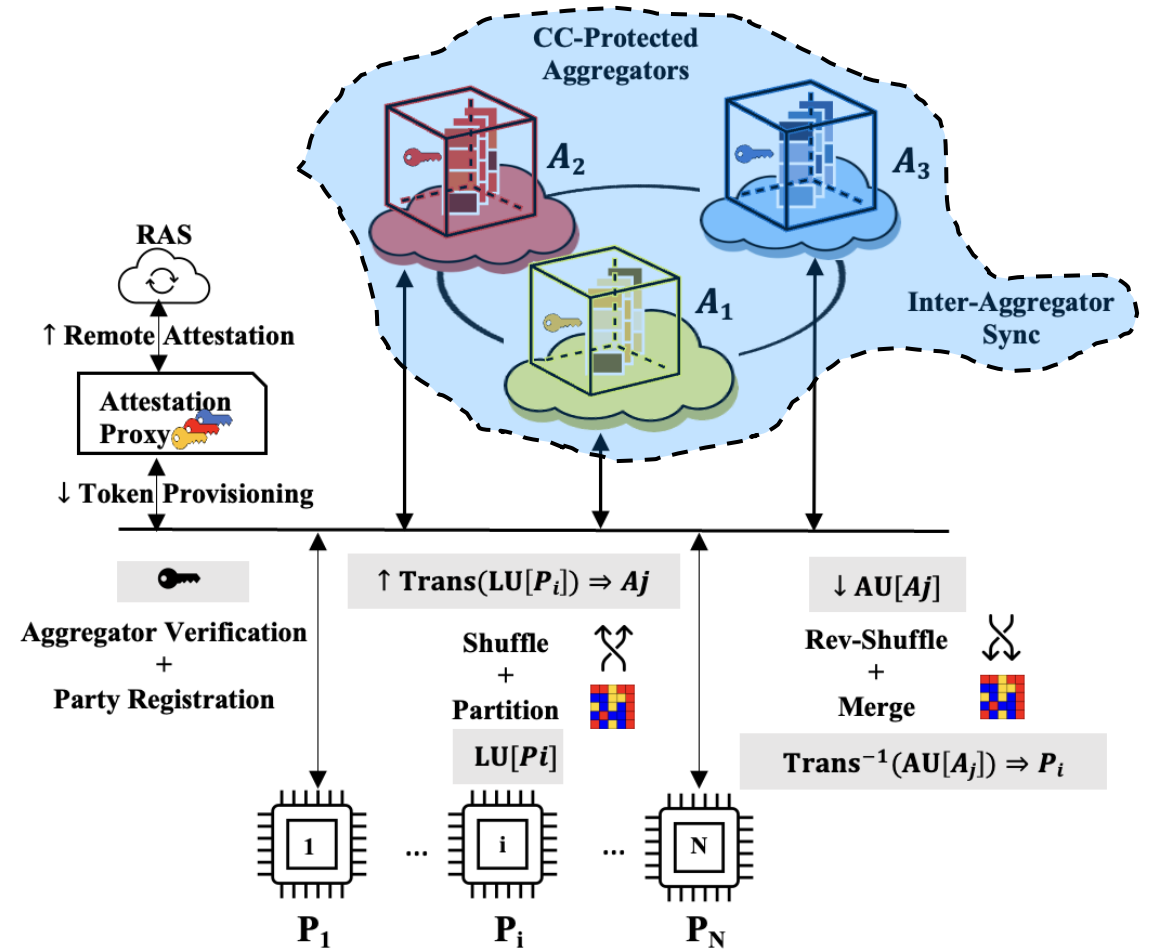 CC-Protected
Aggregators
A₂
A₃
A₁
Inter-Aggregator
Sync
RAS
↑ Remote Attestation
Attestation
Proxy
↓ Token Provisioning
Aggregator Verification
+
Party Registration
↑ Trans(LU[Pᵢ]) ⇒ Aj
Shuffle
+
Partition
LU[Pi]
↓ AU[Aj]
Rev-Shuffle
+
Merge
Trans⁻¹(AU[Aⱼ]) ⇒ Pᵢ
1
...
i
...
N
P₁
Pᵢ
P_N